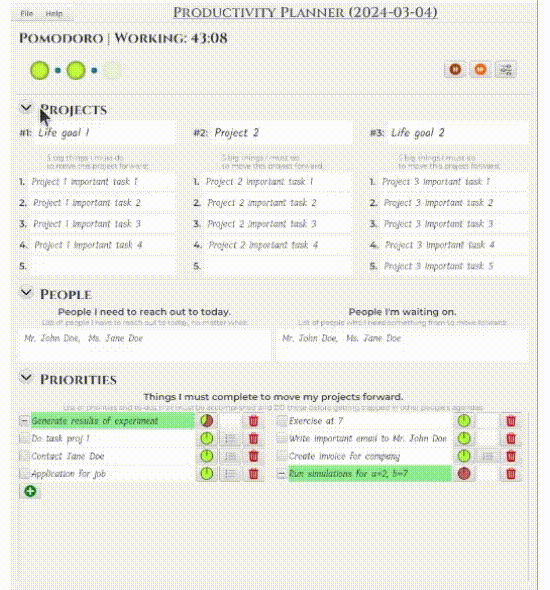 File Help
Productivity Planner (2024-03-04)
Pomodoro | Working: 43:08
Projects
#1: Life goal 1
#2: Project 2
#3: Life goal 2
5 big things I must do
to move this project forward:
5 big things I must do
to move this project forward:
5 big things I must do
to move this project forward:
1. Project 1 important task 1
1. Project 2 important task 1
1. Project 3 important task 1
2. Project 1 important task 2
2. Project 2 important task 2
2. Project 3 important task 2
3. Project 1 important task 3
3. Project 2 important task 3
3. Project 3 important task 3
4. Project 1 important task 4
4. Project 2 important task 4
4. Project 3 important task 4
5.
5.
5. Project 3 important task 5
People
People I need to reach out to today.
People I'm waiting on.
List of people I have to reach out to today, no matter what:
List of people who I need something from to move forward:
Mr. John Doe, Ms. Jane Doe
Mr. John Doe, Ms. Jane Doe
Priorities
Things I must complete to move my projects forward.
List of priorities and to-dos that must be accomplished and DO those before getting trapped in other people's agendas
Generate results of experiment
Exercise at 7
Do task proj 1
Write important email to Mr. John Doe
Contact Jane Doe
Create invoice for company
Application for job
Run simulations for a=2, b=7